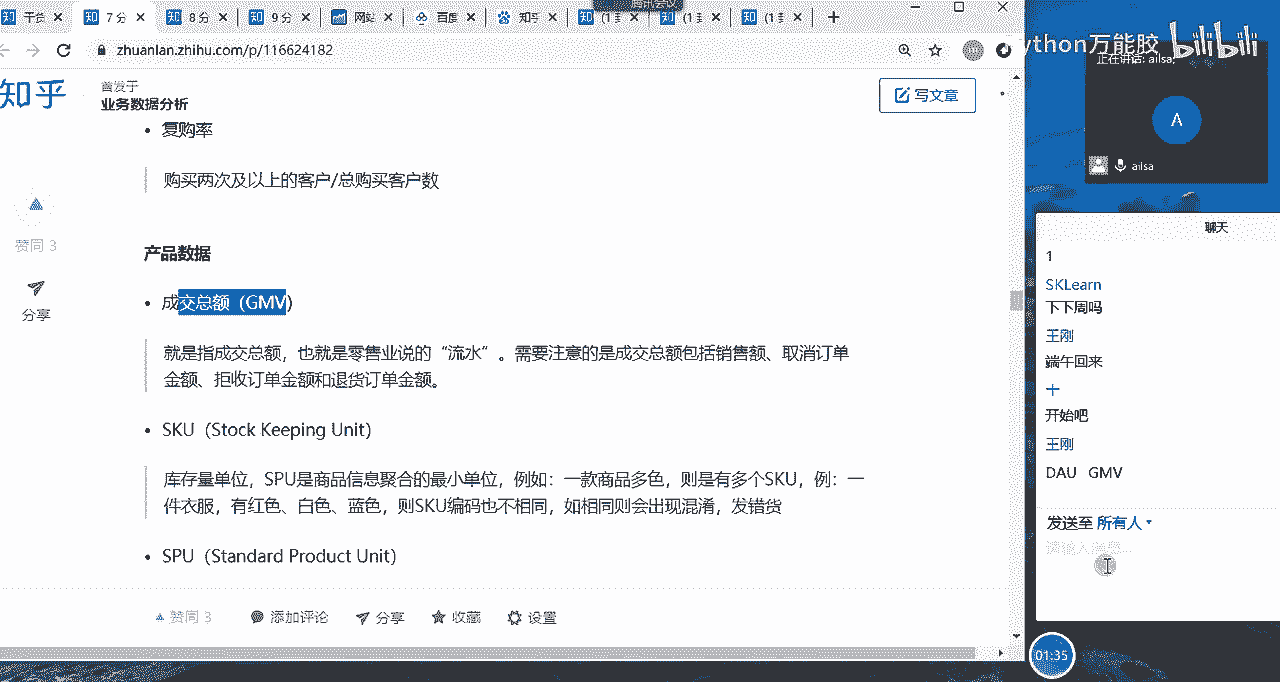 干货
7 分
8 分
9 分
网站
百度
知乎
(1 封
(1 封
(1 封
腾讯会议
zhuanlan.zhihu.com/p/116624182
ython万能胶
bilibili
正在讲话: ailsa;
A
ailsa
知乎
首发于
业务数据分析
写文章
复购率
购买两次及以上的客户/总购买客户数
产品数据
成交总额（GMV）
就是指成交总额，也就是零售业说的“流水”。需要注意的是成交总额包括销售额、取消订单
金额、拒收订单金额和退货订单金额。
SKU（Stock Keeping Unit）
库存量单位，SPU是商品信息聚合的最小单位，例如：一款商品多色，则是有多个SKU，例：一
件衣服，有红色、白色、蓝色，则SKU编码也不相同，如相同则会出现混淆，发错货
SPU（Standard Product Unit）
赞同 3
分享
赞同 3
添加评论
分享
收藏
设置
聊天
1
SKLearn
下下周吗
王刚
端午回来
十
开始吧
王刚
DAU GMV
发送至 所有人
请输入消息...
01:35